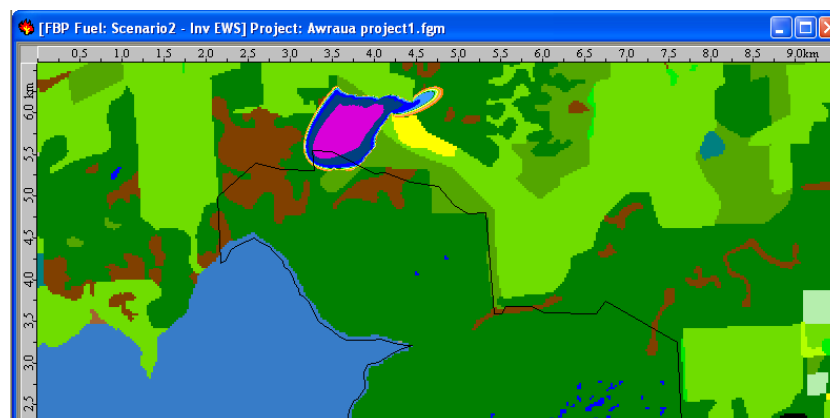 [FBP Fuel: Scenario2 - Inv EWS] Project: Awraua project1.fgm
0.5 1.0 1.5 2.0 2.5 3.0 3.5 4.0 4.5 5.0 5.5 6.0 6.5 7.0 7.5 8.0 8.5 9.0km
6.0 km
5.5
5.0
4.5
4.0
3.5
3.0
2.5